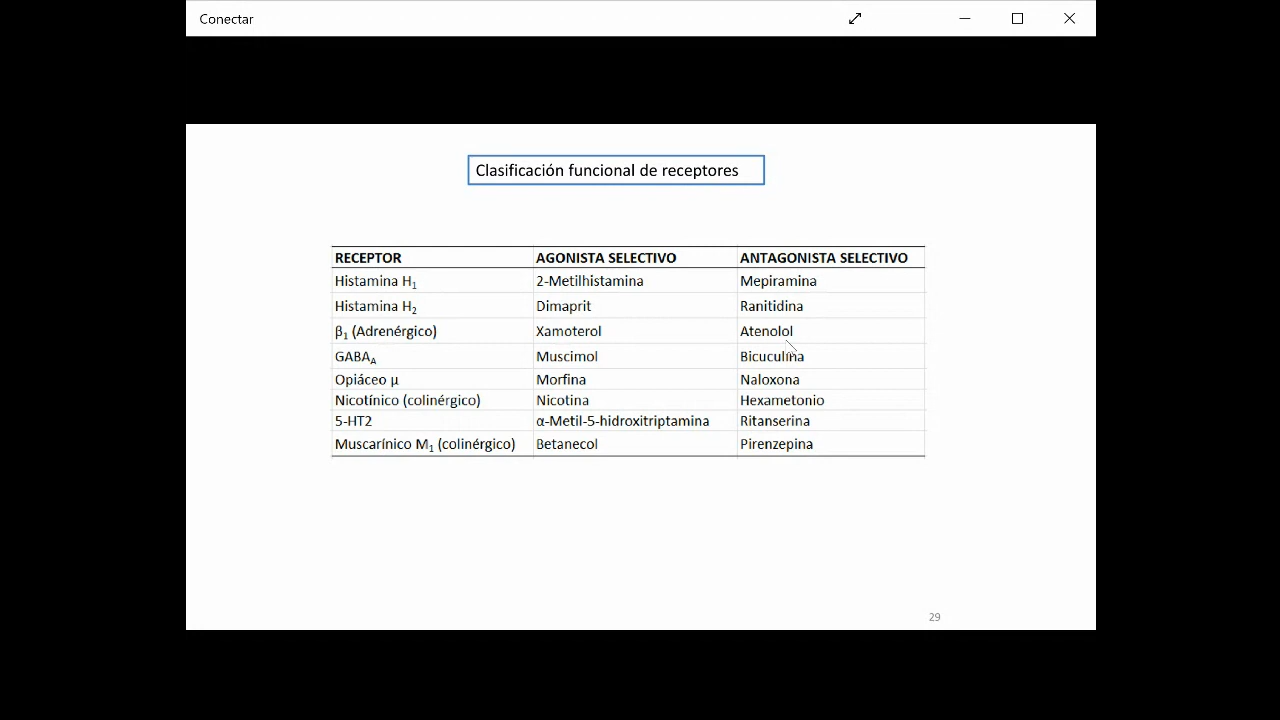 Conectar
Clasificación funcional de receptores
RECEPTOR AGONISTA SELECTIVO ANTAGONISTA SELECTIVO
Histamina H₁ 2-Metilhistamina Mepiramina
Histamina H₂ Dimaprit Ranitidina
β₁ (Adrenérgico) Xamoterol Atenolol
GABA_A Muscimol Bicuculina
Opiáceo μ Morfina Naloxona
Nicotínico (colinérgico) Nicotina Hexametonio
5-HT2 α-Metil-5-hidroxitriptamina Ritanserina
Muscarínico M₁ (colinérgico) Betanecol Pirenzepina
29